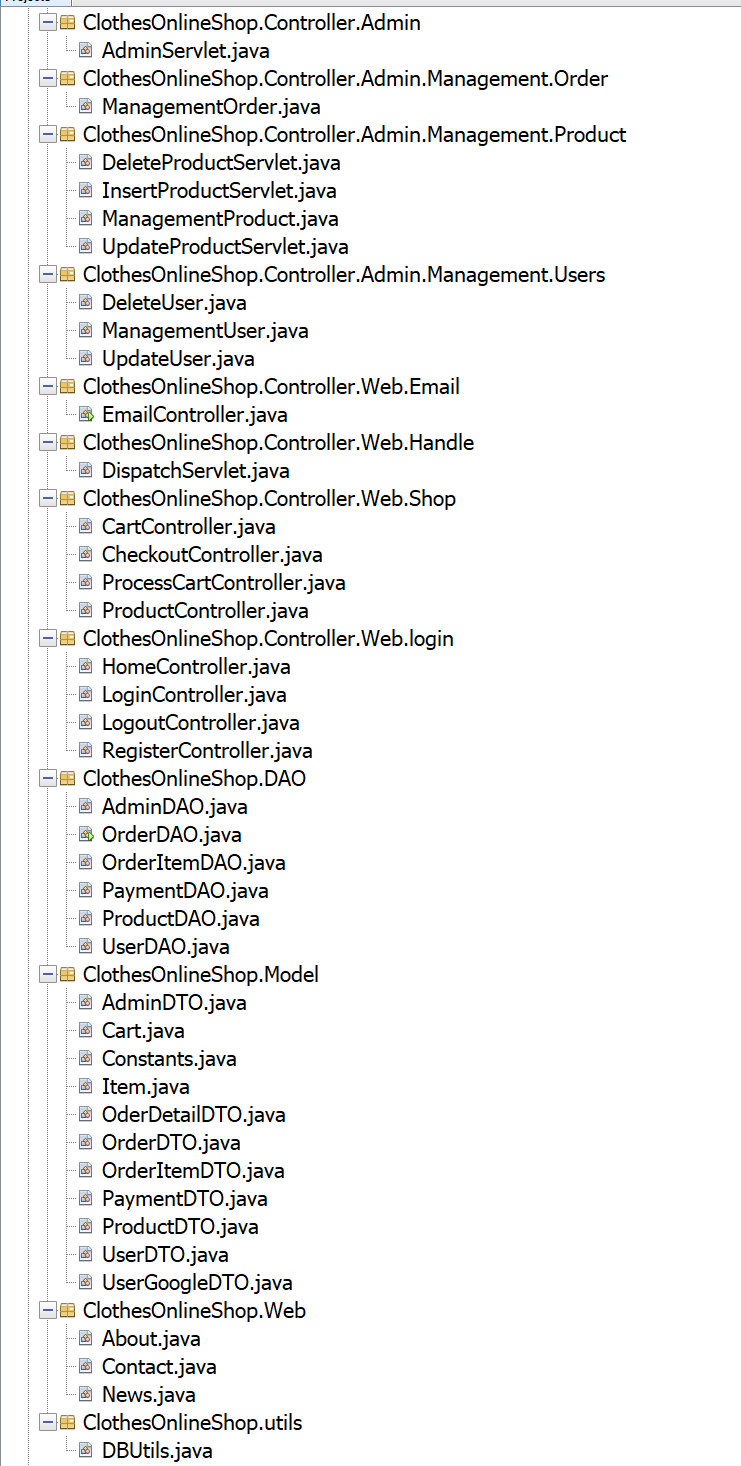 ClothesOnlineShop.Controller.Admin
AdminServlet.java
ClothesOnlineShop.Controller.Admin.Management.Order
ManagementOrder.java
ClothesOnlineShop.Controller.Admin.Management.Product
DeleteProductServlet.java
InsertProductServlet.java
ManagementProduct.java
UpdateProductServlet.java
ClothesOnlineShop.Controller.Admin.Management.Users
DeleteUser.java
ManagementUser.java
UpdateUser.java
ClothesOnlineShop.Controller.Web.Email
EmailController.java
ClothesOnlineShop.Controller.Web.Handle
DispatchServlet.java
ClothesOnlineShop.Controller.Web.Shop
CartController.java
CheckoutController.java
ProcessCartController.java
ProductController.java
ClothesOnlineShop.Controller.Web.login
HomeController.java
LoginController.java
LogoutController.java
RegisterController.java
ClothesOnlineShop.DAO
AdminDAO.java
OrderDAO.java
OrderItemDAO.java
PaymentDAO.java
ProductDAO.java
UserDAO.java
ClothesOnlineShop.Model
AdminDTO.java
Cart.java
Constants.java
Item.java
OderDetailDTO.java
OrderDTO.java
OrderItemDTO.java
PaymentDTO.java
ProductDTO.java
UserDTO.java
UserGoogleDTO.java
ClothesOnlineShop.Web
About.java
Contact.java
News.java
ClothesOnlineShop.utils
DBUtils.java